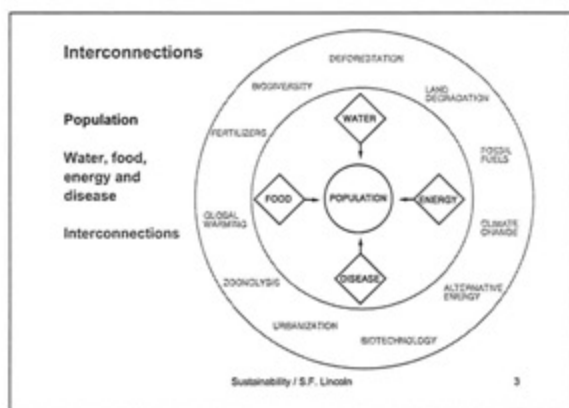 Interconnections
DEFORESTATION
BIODIVERSITY
LAND
DEGRADATION
Population
WATER
FERTILIZERS
FOSSIL
FUELS
Water, food,
energy and
disease
FOOD
POPULATION
ENERGY
GLOBAL
WARMING
CLIMATE
CHANGE
Interconnections
DISEASE
ZOONOLYSIS
ALTERNATIVE
ENERGY
URBANIZATION
BIOTECHNOLOGY
Sustainability / S.F. Lincoln
3